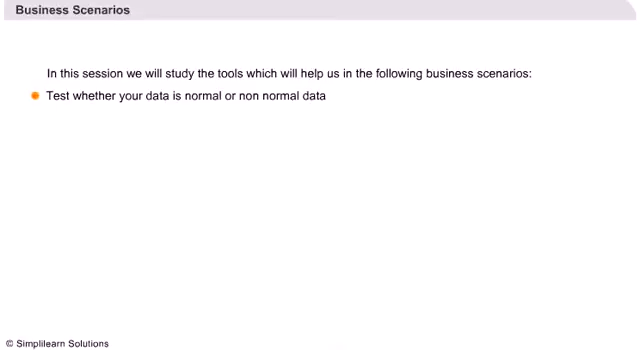 Business Scenarios
In this session we will study the tools which will help us in the following business scenarios:
Test whether your data is normal or non normal data
© Simplilearn Solutions